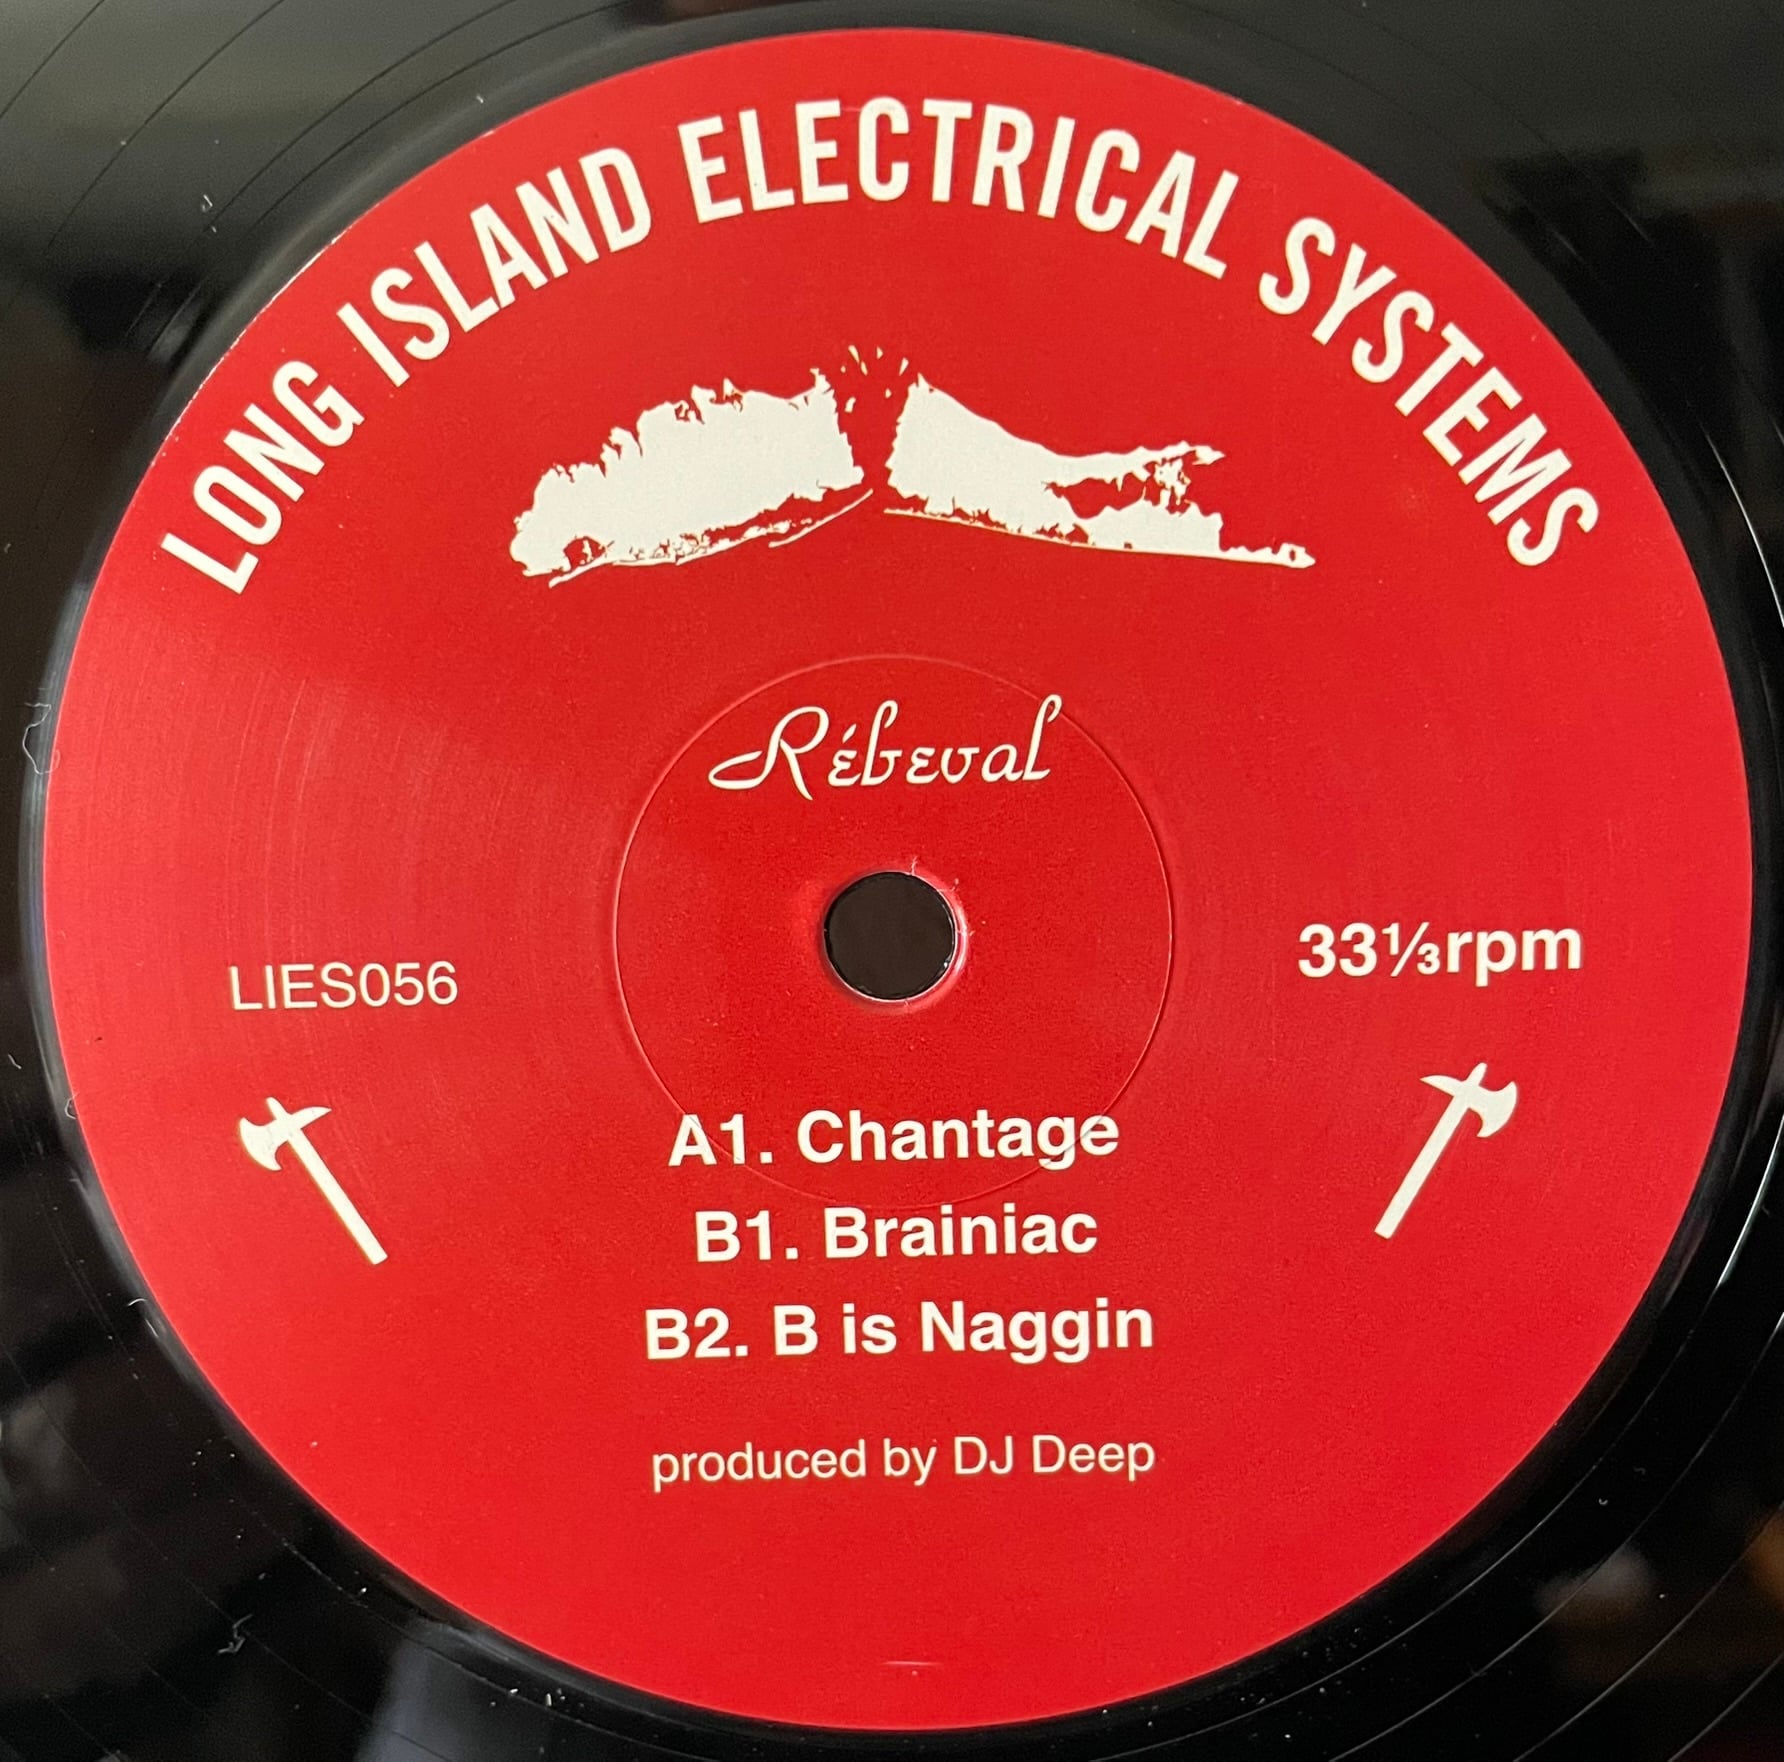 LONG ISLAND ELECTRICAL SYSTEMS
Rébeval
LIES056
33⅓rpm
A1. Chantage
B1. Brainiac
B2. B is Naggin
produced by DJ Deep